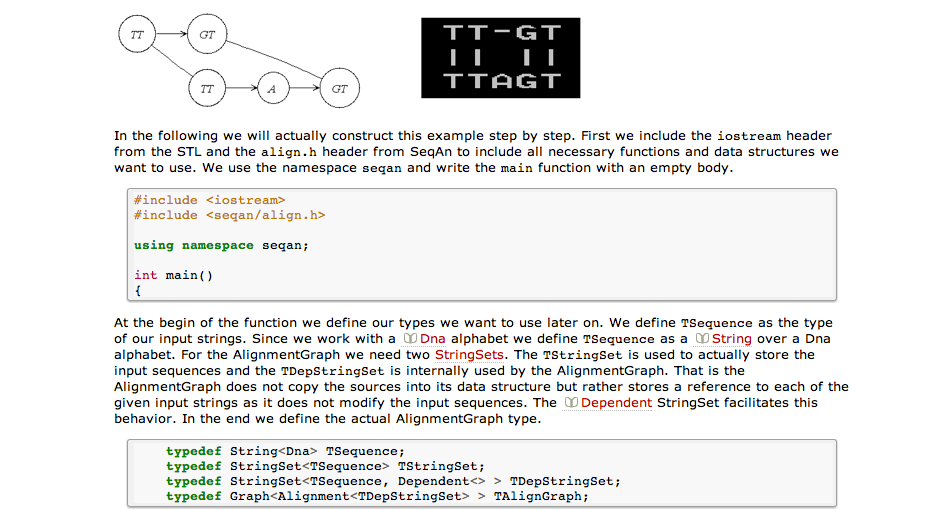 TT GT
TT A GT
TT-GT
|| ||
TTAGT
In the following we will actually construct this example step by step. First we include the iostream header
from the STL and the align.h header from SeqAn to include all necessary functions and data structures we
want to use. We use the namespace seqan and write the main function with an empty body.
#include <iostream>
#include <seqan/align.h>
using namespace seqan;
int main()
{
At the begin of the function we define our types we want to use later on. We define TSequence as the type
of our input strings. Since we work with a Dna alphabet we define TSequence as a String over a Dna
alphabet. For the AlignmentGraph we need two StringSets. The TStringSet is used to actually store the
input sequences and the TDepStringSet is internally used by the AlignmentGraph. That is the
AlignmentGraph does not copy the sources into its data structure but rather stores a reference to each of the
given input strings as it does not modify the input sequences. The Dependent StringSet facilitates this
behavior. In the end we define the actual AlignmentGraph type.
typedef String<Dna> TSequence;
typedef StringSet<TSequence> TStringSet;
typedef StringSet<TSequence, Dependent<> > TDepStringSet;
typedef Graph<Alignment<TDepStringSet> > TAlignGraph;